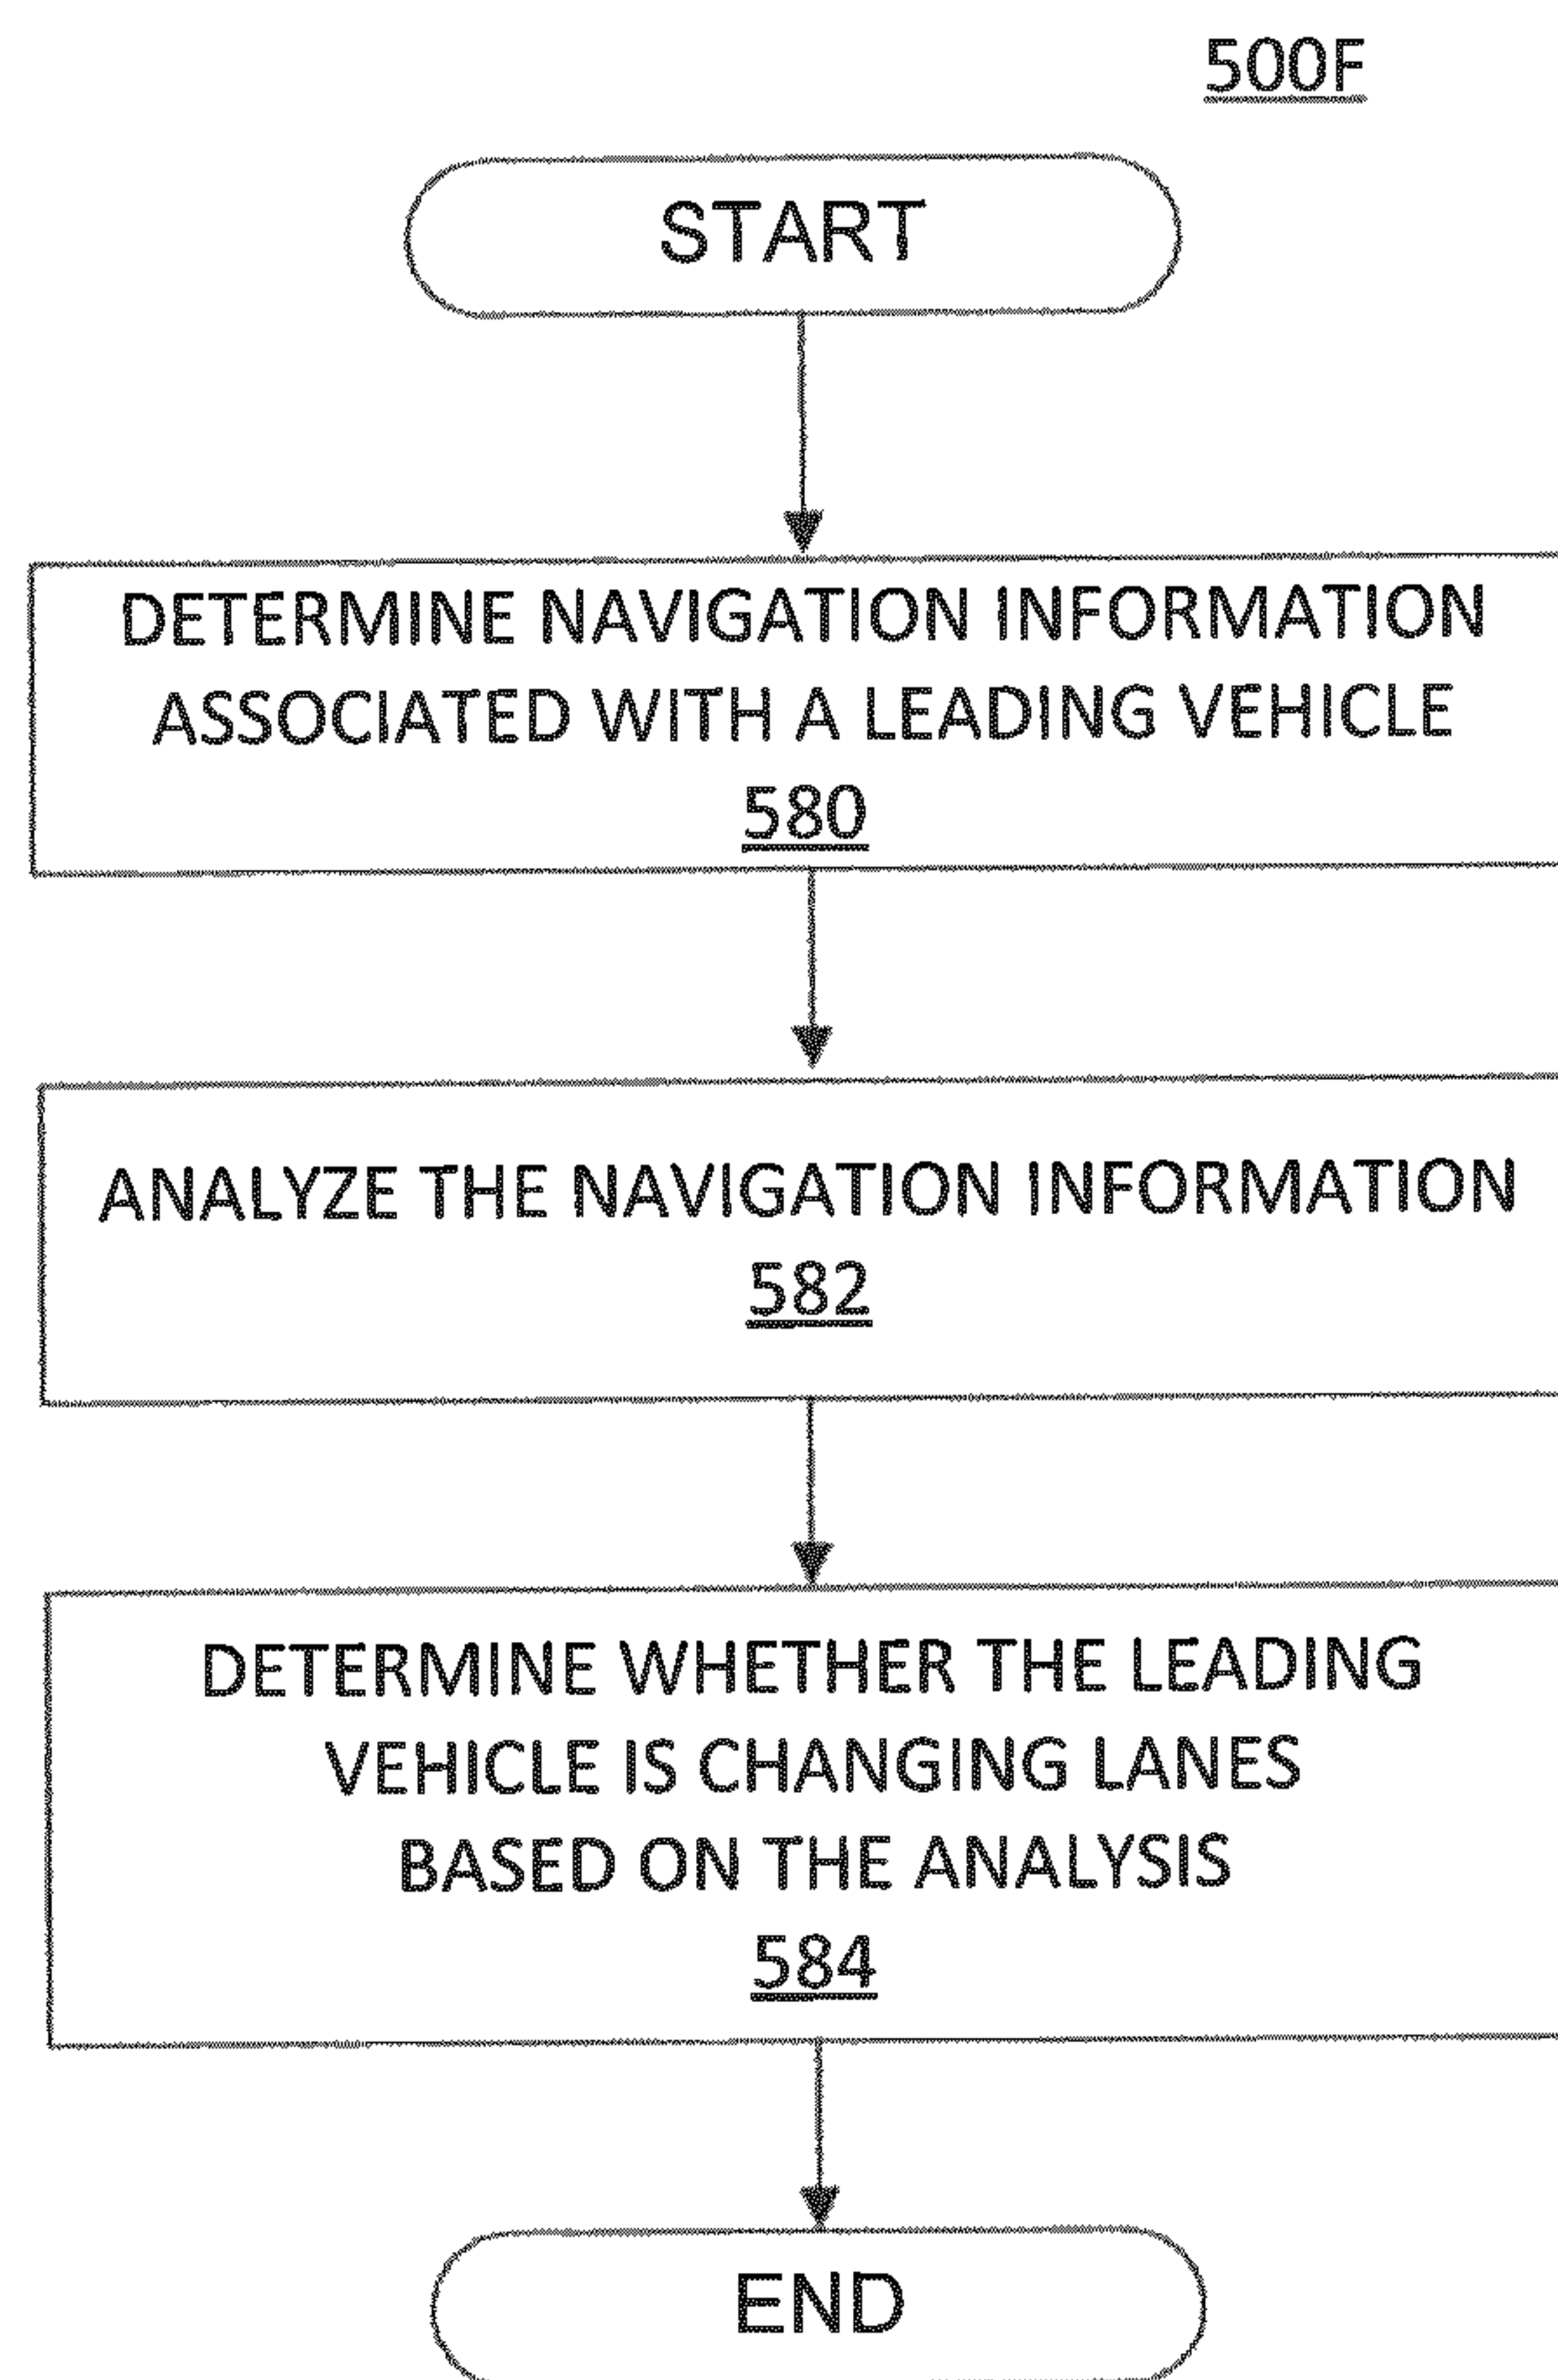 500F
START
DETERMINE NAVIGATION INFORMATION
ASSOCIATED WITH A LEADING VEHICLE
580
ANALYZE THE NAVIGATION INFORMATION
582
DETERMINE WHETHER THE LEADING
VEHICLE IS CHANGING LANES
BASED ON THE ANALYSIS
584
END